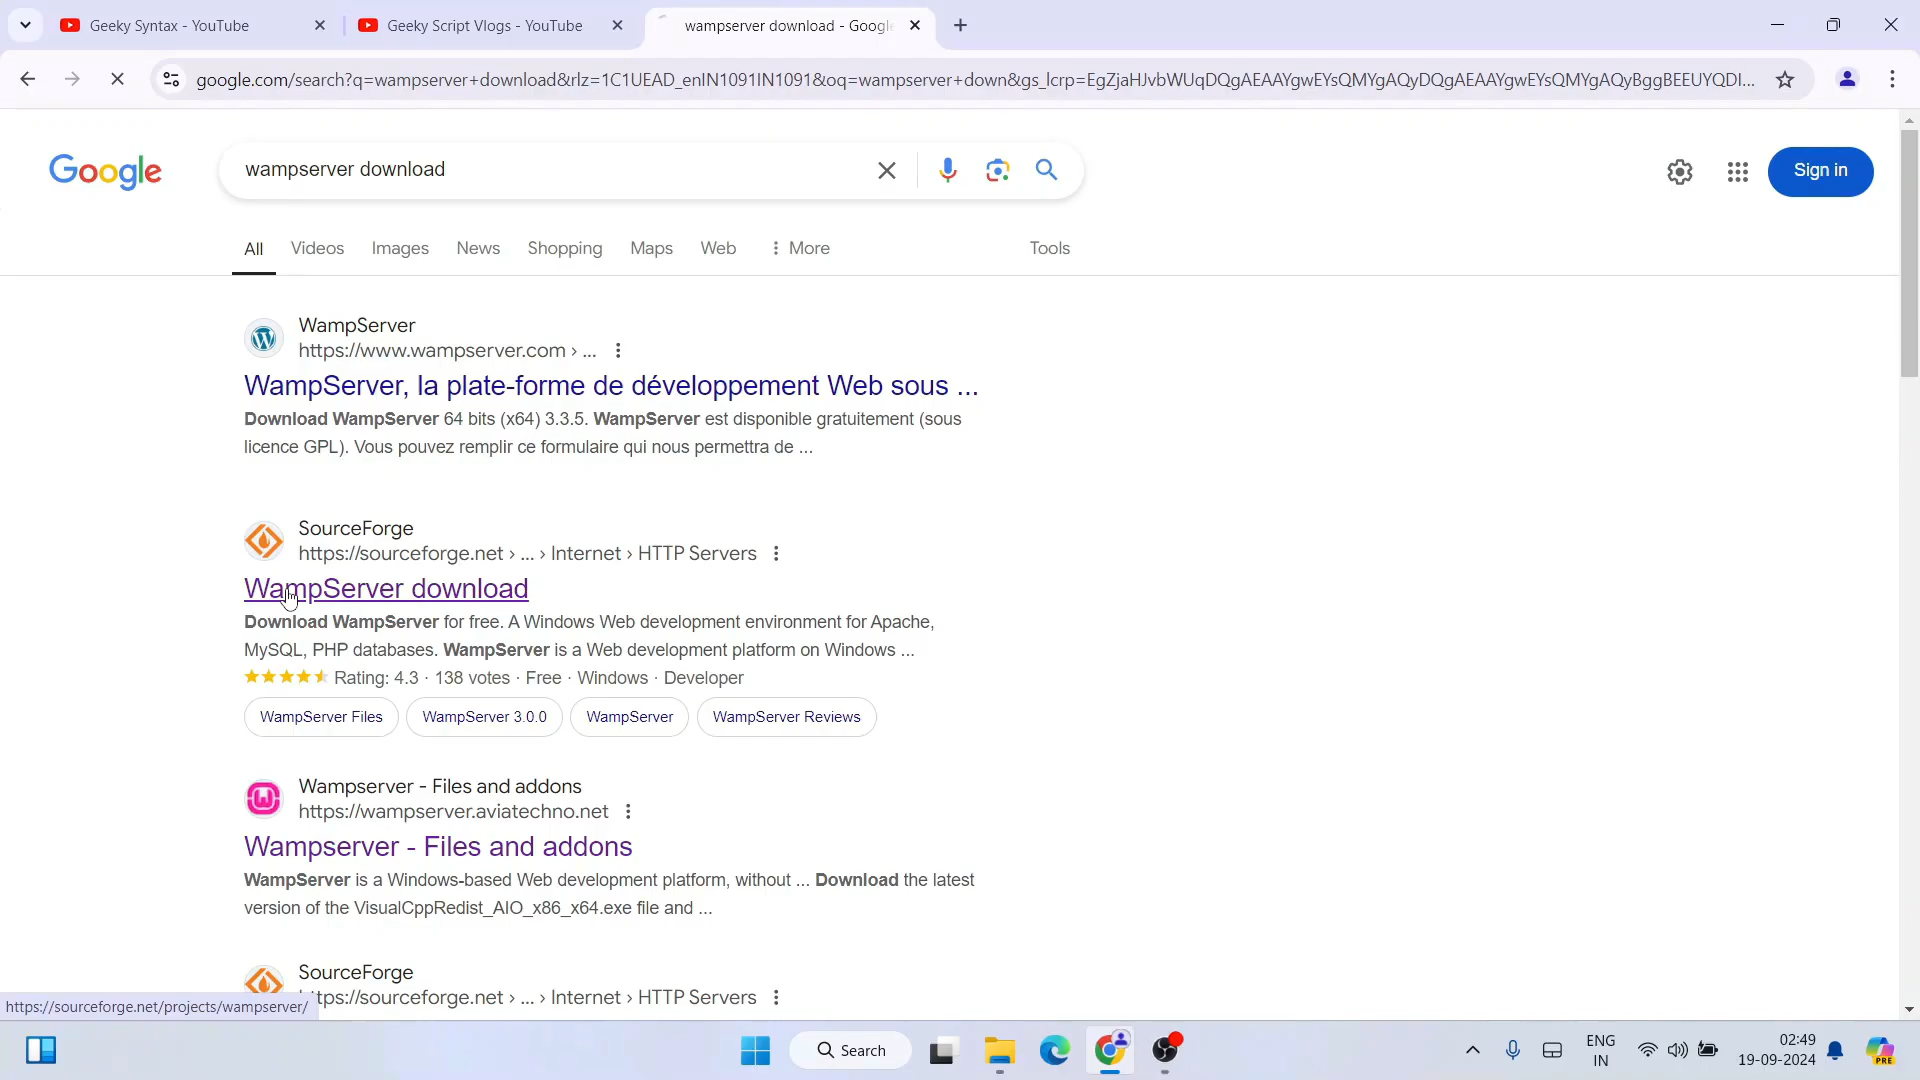 Geeky Syntax - YouTube
Geeky Script Vlogs - YouTube
wampserver download - Google
google.com/search?q=wampserver+download&rlz=1C1UEAD_enIN1091IN1091&oq=wampserver+down&gs_lcrp=EgZjaHJvbWUqDQgAEAAYgwEYsQMYgAQyDQgAEAAYgwEYsQMYgAQyBggBEEUYQDI...
Google
wampserver download
Sign in
All
Videos
Images
News
Shopping
Maps
Web
More
Tools
WampServer
https://www.wampserver.com › ...
WampServer, la plate-forme de développement Web sous ...
Download WampServer 64 bits (x64) 3.3.5. WampServer est disponible gratuitement (sous
licence GPL). Vous pouvez remplir ce formulaire qui nous permettra de ...
SourceForge
https://sourceforge.net › ... › Internet › HTTP Servers
WampServer download
Download WampServer for free. A Windows Web development environment for Apache,
MySQL, PHP databases. WampServer is a Web development platform on Windows ...
Rating: 4.3 · 138 votes · Free · Windows · Developer
WampServer Files
WampServer 3.0.0
WampServer
WampServer Reviews
Wampserver - Files and addons
https://wampserver.aviatechno.net
Wampserver - Files and addons
WampServer is a Windows-based Web development platform, without ... Download the latest
version of the VisualCppRedist_AIO_x86_x64.exe file and ...
SourceForge
https://sourceforge.net › ... › Internet › HTTP Servers
https://sourceforge.net/projects/wampserver/
Search
ENG
IN
02:49
19-09-2024
PRE